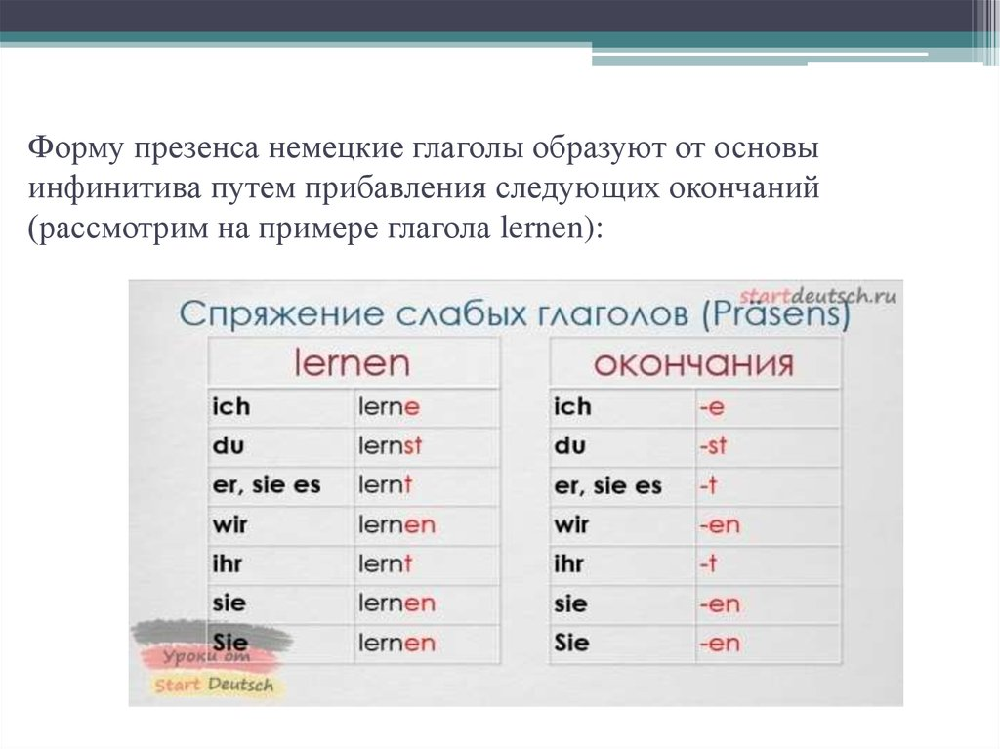 Форму презенса немецкие глаголы образуют от основы
инфинитива путем прибавления следующих окончаний
(рассмотрим на примере глагола lernen):
startdeutsch.ru
Спряжение слабых глаголов (Präsens)
lernen окончания
ich lerne ich -e
du lernst du -st
er, sie es lernt er, sie es -t
wir lernen wir -en
ihr lernt ihr -t
sie lernen sie -en
Sie lernen Sie -en
Уроки от
Start Deutsch